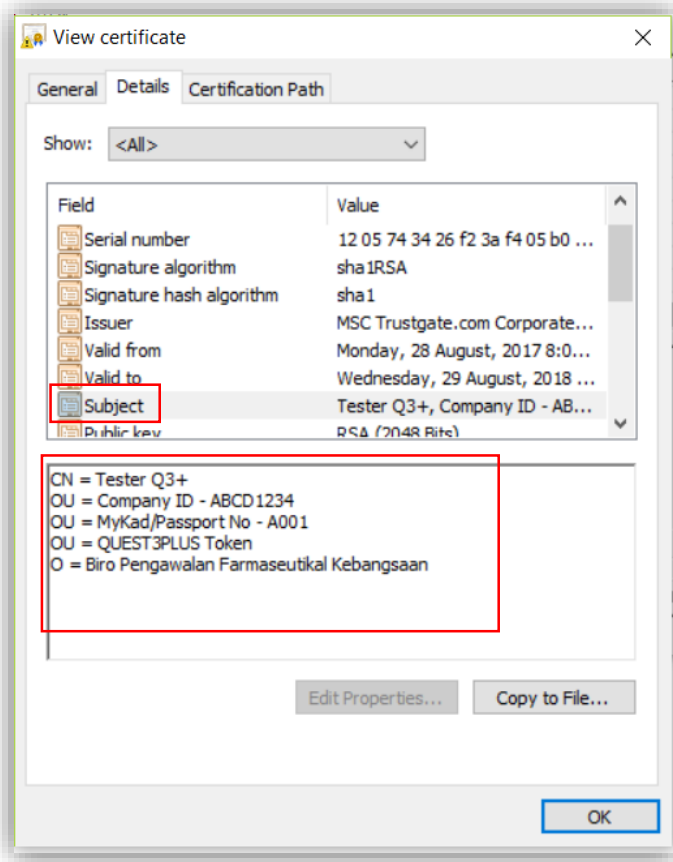 View certificate
General Details Certification Path
Show: <All>
Field Value
Serial number 12 05 74 34 26 f2 3a f4 05 b0 ...
Signature algorithm sha1RSA
Signature hash algorithm sha1
Issuer MSC Trustgate.com Corporate...
Valid from Monday, 28 August, 2017 8:0...
Valid to Wednesday, 29 August, 2018 ...
Subject Tester Q3+, Company ID - AB...
Public key RSA (2048 Bits)
CN = Tester Q3+
OU = Company ID - ABCD1234
OU = MyKad/Passport No - A001
OU = QUEST3PLUS Token
O = Biro Pengawalan Farmaseutikal Kebangsaan
Edit Properties... Copy to File...
OK